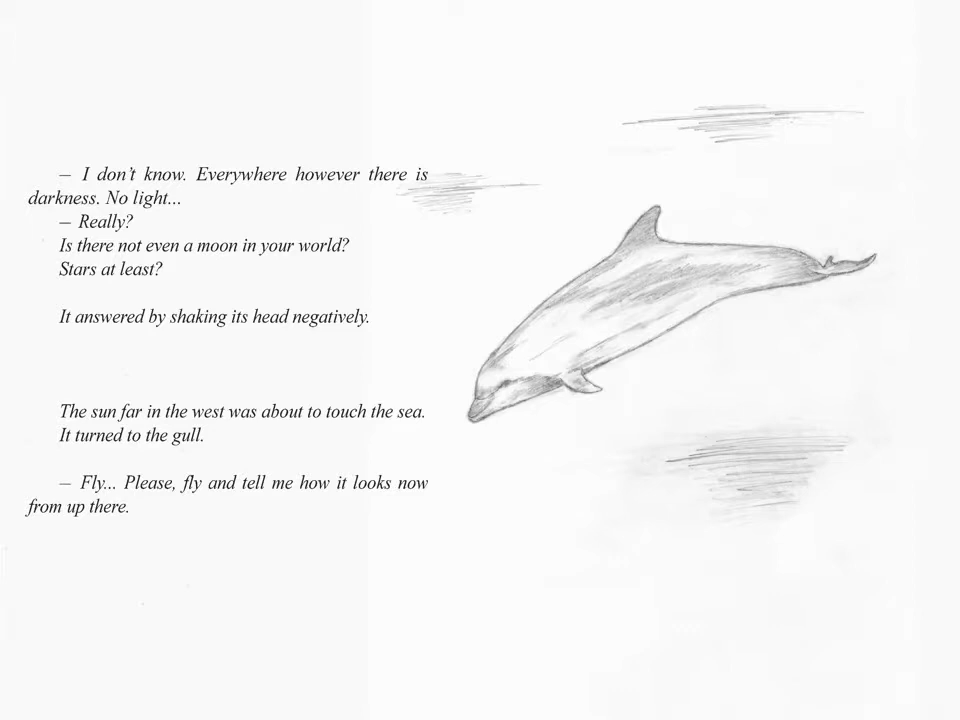 – I don't know. Everywhere however there is
darkness. No light...
– Really?
Is there not even a moon in your world?
Stars at least?
It answered by shaking its head negatively.
The sun far in the west was about to touch the sea.
It turned to the gull.
– Fly... Please, fly and tell me how it looks now
from up there.